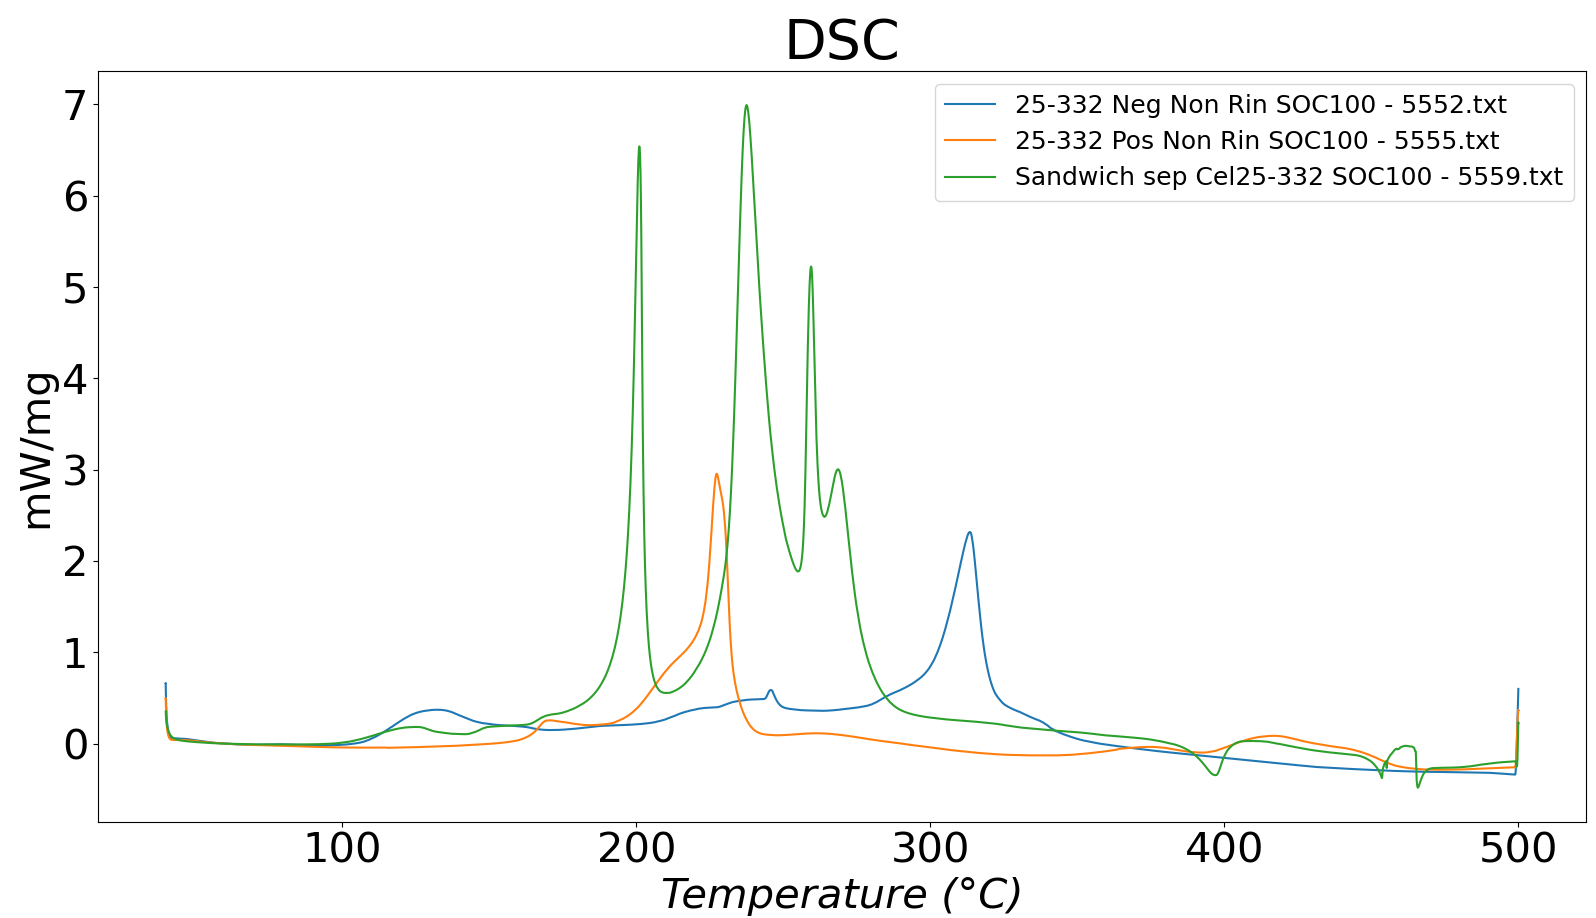 DSC
25-332 Neg Non Rin SOC100 - 5552.txt
25-332 Pos Non Rin SOC100 - 5555.txt
Sandwich sep Cel25-332 SOC100 - 5559.txt
mW/mg
7
6
5
4
3
2
1
0
100 200 300 400 500
Temperature (°C)